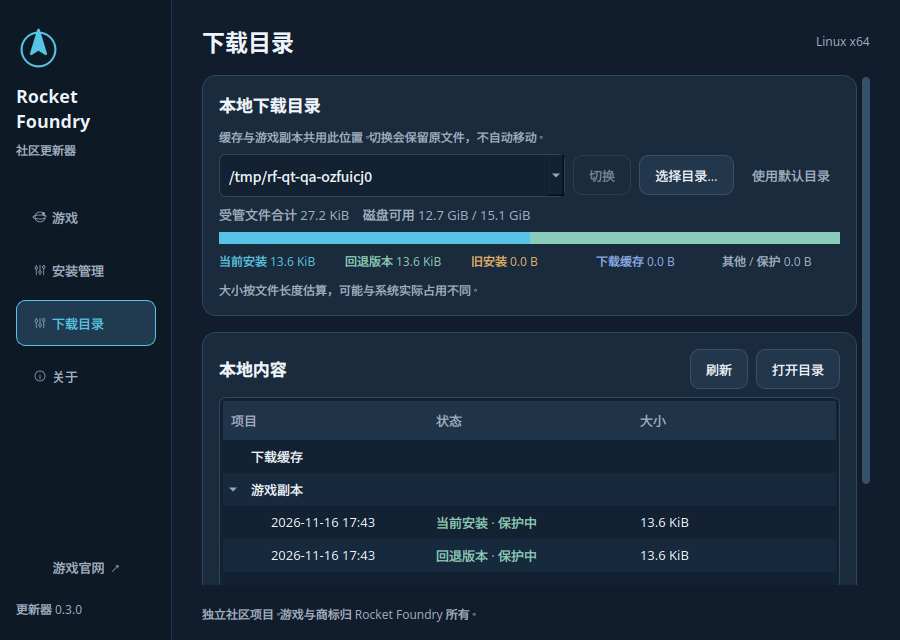 下载目录
Linux x64
Rocket
Foundry
社区更新器
游戏
安装管理
下载目录
关于
游戏官网 ↗
更新器 0.3.0
本地下载目录
缓存与游戏副本共用此位置。切换会保留原文件，不自动移动。
/tmp/rf-qt-qa-ozfuicj0
切换
选择目录...
使用默认目录
受管文件合计 27.2 KiB 磁盘可用 12.7 GiB / 15.1 GiB
当前安装 13.6 KiB 回退版本 13.6 KiB 旧安装 0.0 B 下载缓存 0.0 B 其他 / 保护 0.0 B
大小按文件长度估算，可能与系统实际占用不同。
本地内容
刷新
打开目录
项目 状态 大小
下载缓存
游戏副本
2026-11-16 17:43 当前安装 · 保护中 13.6 KiB
2026-11-16 17:43 回退版本 · 保护中 13.6 KiB
独立社区项目。游戏与商标归 Rocket Foundry 所有。